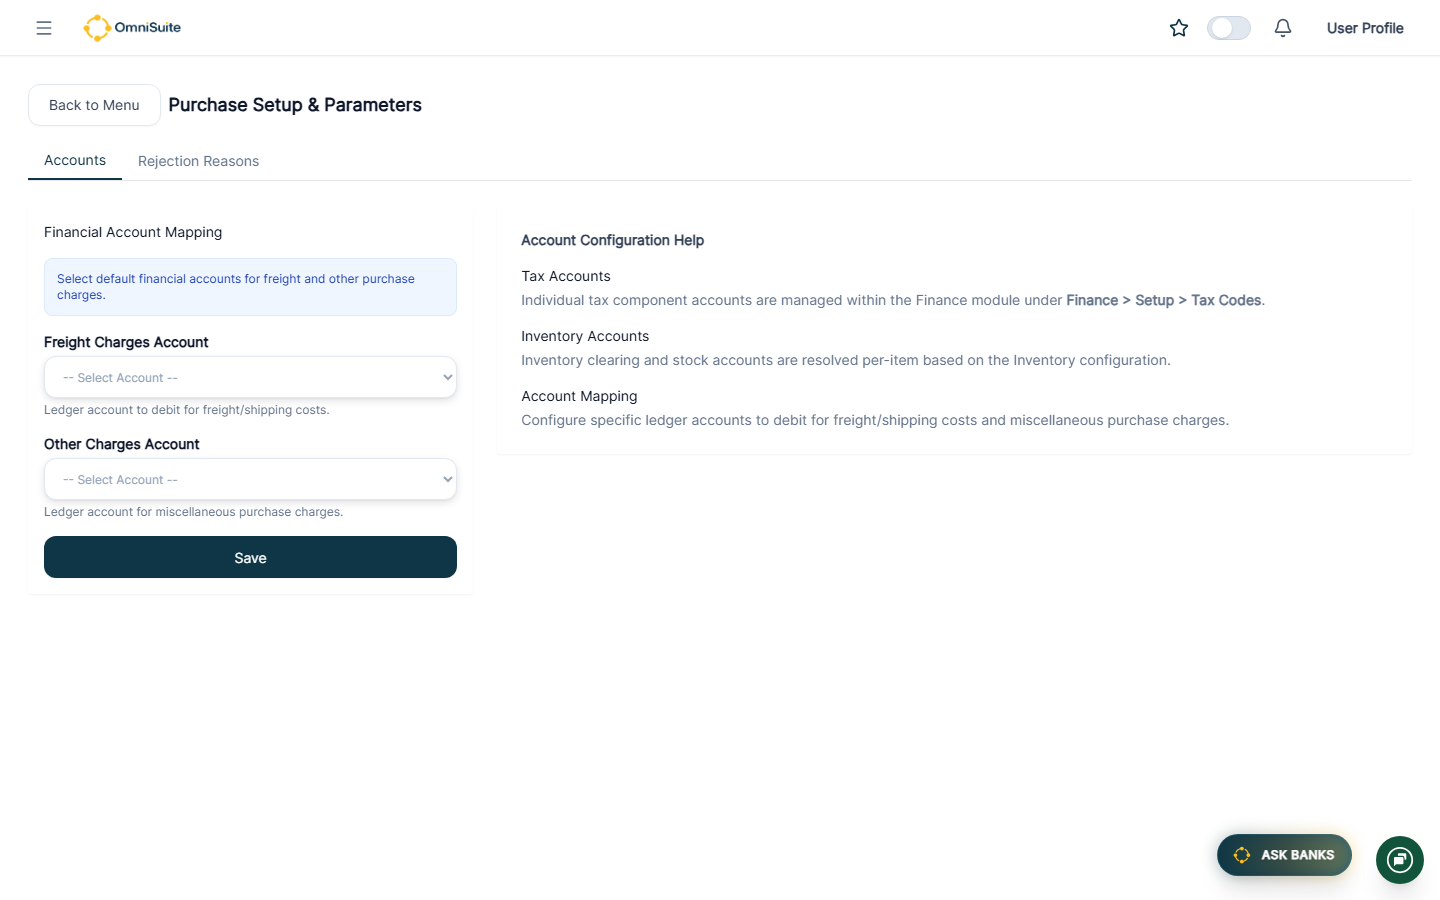 OmniSuite
User Profile
Back to Menu
Purchase Setup & Parameters
Accounts
Rejection Reasons
Financial Account Mapping
Select default financial accounts for freight and other purchase
charges.
Freight Charges Account
-- Select Account --
Ledger account to debit for freight/shipping costs.
Other Charges Account
-- Select Account --
Ledger account for miscellaneous purchase charges.
Save
Account Configuration Help
Tax Accounts
Individual tax component accounts are managed within the Finance module under Finance > Setup > Tax Codes.
Inventory Accounts
Inventory clearing and stock accounts are resolved per-item based on the Inventory configuration.
Account Mapping
Configure specific ledger accounts to debit for freight/shipping costs and miscellaneous purchase charges.
ASK BANKS